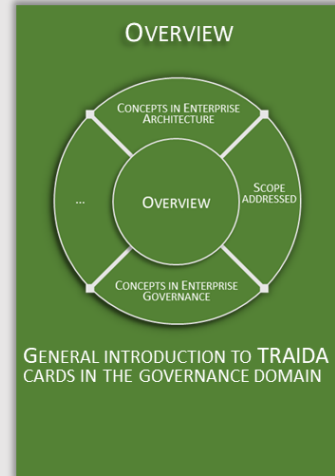 OVERVIEW
CONCEPTS IN ENTERPRISE
ARCHITECTURE
...
OVERVIEW
SCOPE
ADDRESSED
CONCEPTS IN ENTERPRISE
GOVERNANCE
GENERAL INTRODUCTION TO TRAIDA
CARDS IN THE GOVERNANCE DOMAIN